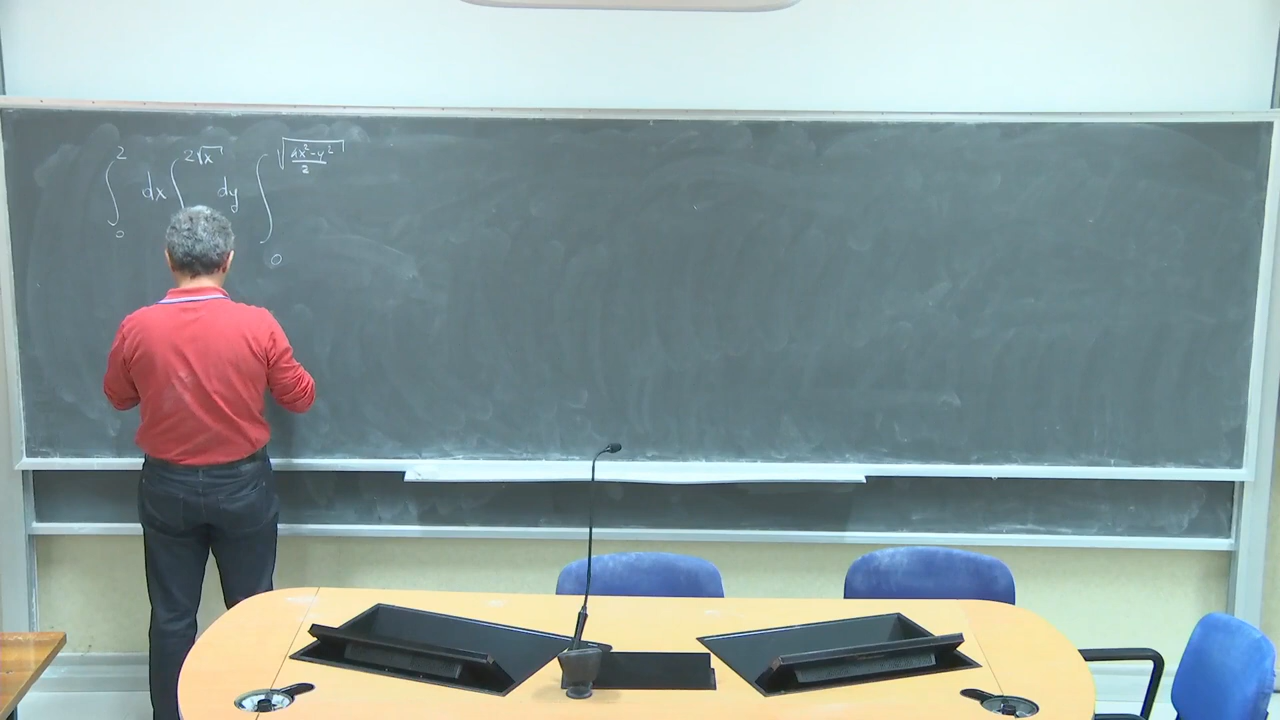 ∫₀² dx ∫^{2√x} dy ∫₀^{√((4x²-y²)/2)}